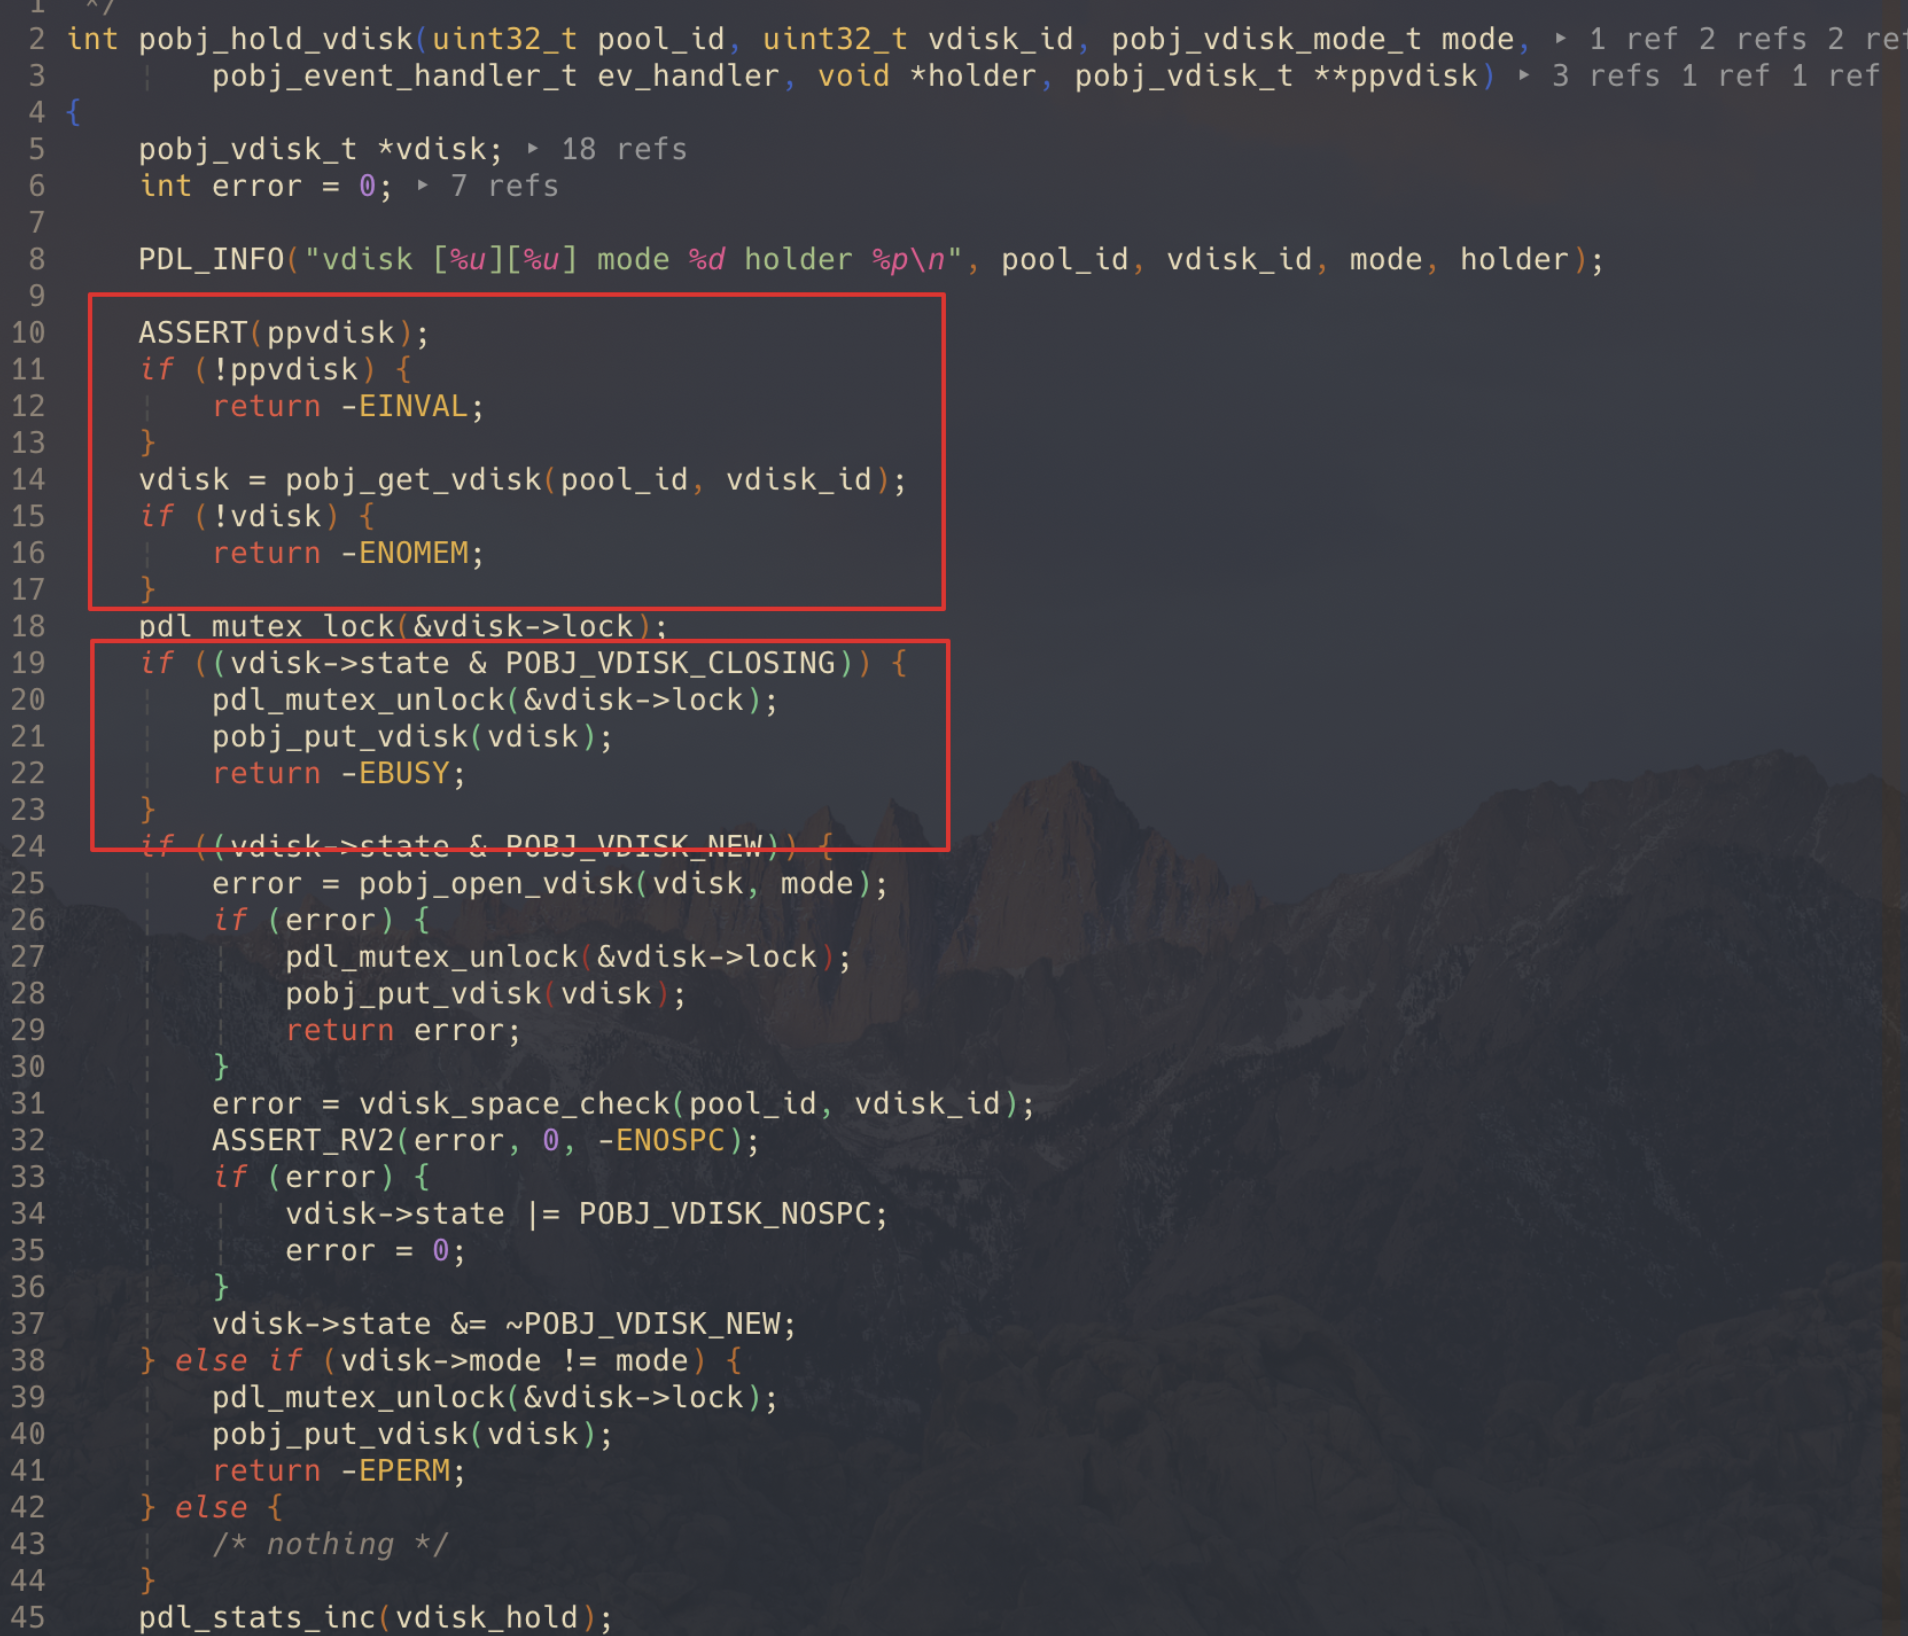 1 */
2 int pobj_hold_vdisk(uint32_t pool_id, uint32_t vdisk_id, pobj_vdisk_mode_t mode, ▸ 1 ref 2 refs 2
3 pobj_event_handler_t ev_handler, void *holder, pobj_vdisk_t **ppvdisk) ▸ 3 refs 1 ref 1 ref
4 {
5 pobj_vdisk_t *vdisk; ▸ 18 refs
6 int error = 0; ▸ 7 refs
7
8 PDL_INFO("vdisk [%u][%u] mode %d holder %p\n", pool_id, vdisk_id, mode, holder);
9
10 ASSERT(ppvdisk);
11 if (!ppvdisk) {
12 return -EINVAL;
13 }
14 vdisk = pobj_get_vdisk(pool_id, vdisk_id);
15 if (!vdisk) {
16 return -ENOMEM;
17 }
18 pdl_mutex_lock(&vdisk->lock);
19 if ((vdisk->state & POBJ_VDISK_CLOSING)) {
20 pdl_mutex_unlock(&vdisk->lock);
21 pobj_put_vdisk(vdisk);
22 return -EBUSY;
23 }
24 if ((vdisk->state & POBJ_VDISK_NEW)) {
25 error = pobj_open_vdisk(vdisk, mode);
26 if (error) {
27 pdl_mutex_unlock(&vdisk->lock);
28 pobj_put_vdisk(vdisk);
29 return error;
30 }
31 error = vdisk_space_check(pool_id, vdisk_id);
32 ASSERT_RV2(error, 0, -ENOSPC);
33 if (error) {
34 vdisk->state |= POBJ_VDISK_NOSPC;
35 error = 0;
36 }
37 vdisk->state &= ~POBJ_VDISK_NEW;
38 } else if (vdisk->mode != mode) {
39 pdl_mutex_unlock(&vdisk->lock);
40 pobj_put_vdisk(vdisk);
41 return -EPERM;
42 } else {
43 /* nothing */
44 }
45 pdl_stats_inc(vdisk_hold);